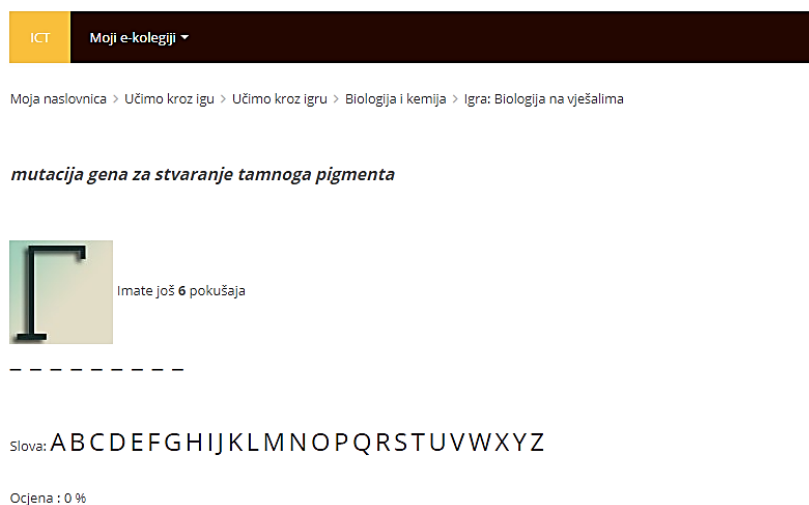 ICT Moji e-kolegiji
Moja naslovnica > Učimo kroz igu > Učimo kroz igru > Biologija i kemija > Igra: Biologija na vješalima
mutacija gena za stvaranje tamnoga pigmenta
Imate još 6 pokušaja
_ _ _ _ _ _ _ _ _
Slova: A B C D E F G H I J K L M N O P Q R S T U V W X Y Z
Ocjena : 0 %